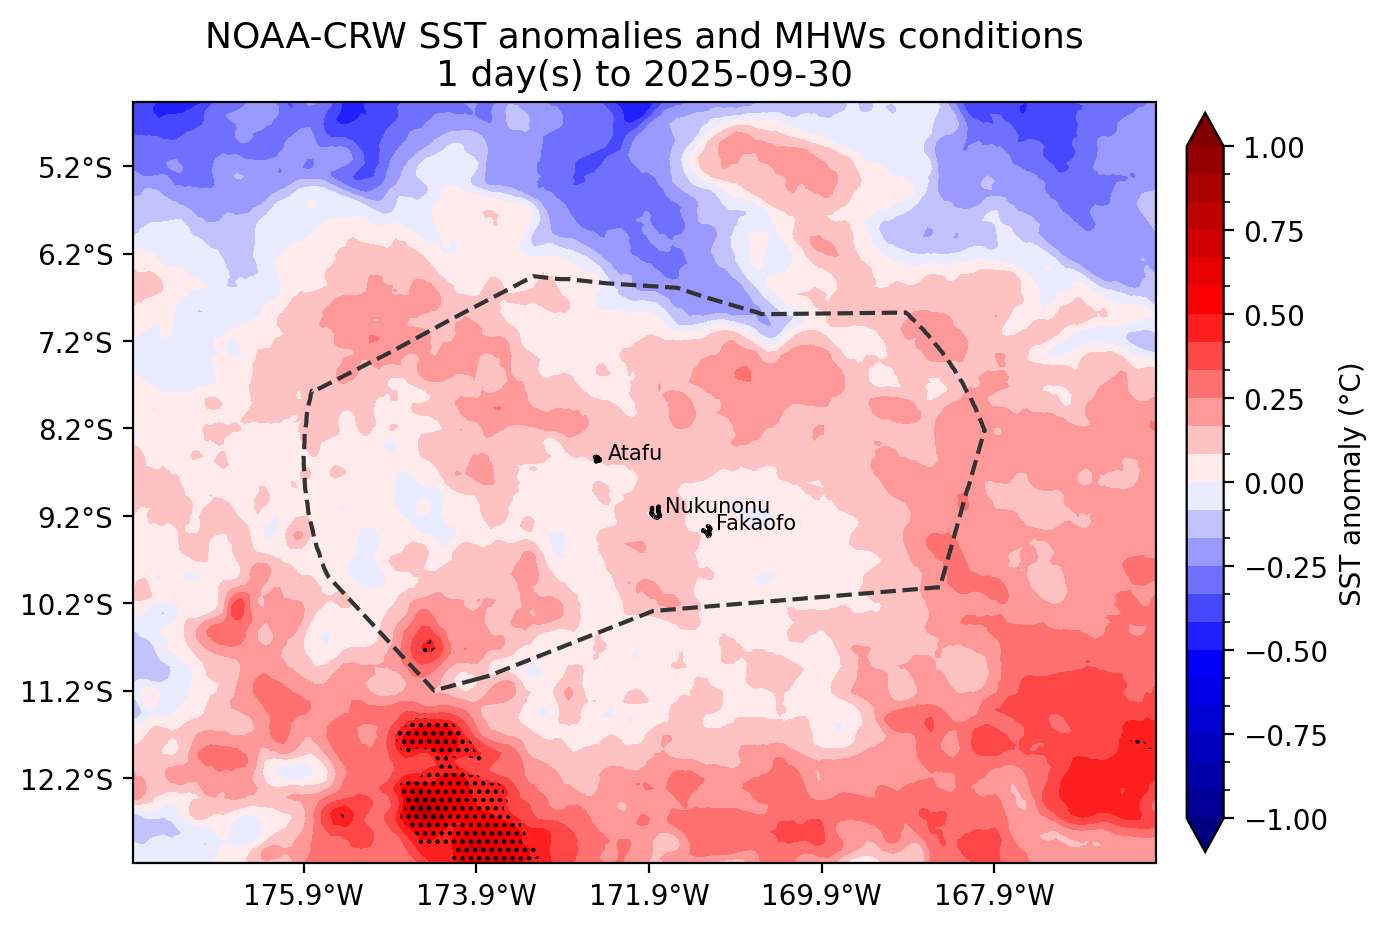 NOAA-CRW SST anomalies and MHWs conditions
1 day(s) to 2025-09-30
5.2°S
6.2°S
7.2°S
8.2°S
9.2°S
10.2°S
11.2°S
12.2°S
175.9°W
173.9°W
171.9°W
169.9°W
167.9°W
Atafu
Nukunonu
Fakaofo
1.00
0.75
0.50
0.25
0.00
−0.25
−0.50
−0.75
−1.00
SST anomaly (°C)